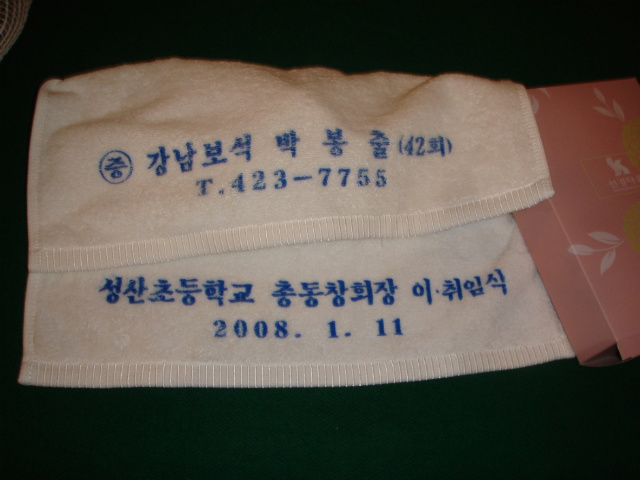 증 강남보석 박 봉 출 (42회)
T. 423-7755
성산초등학교 총동창회장 이·취임식
2008. 1. 11